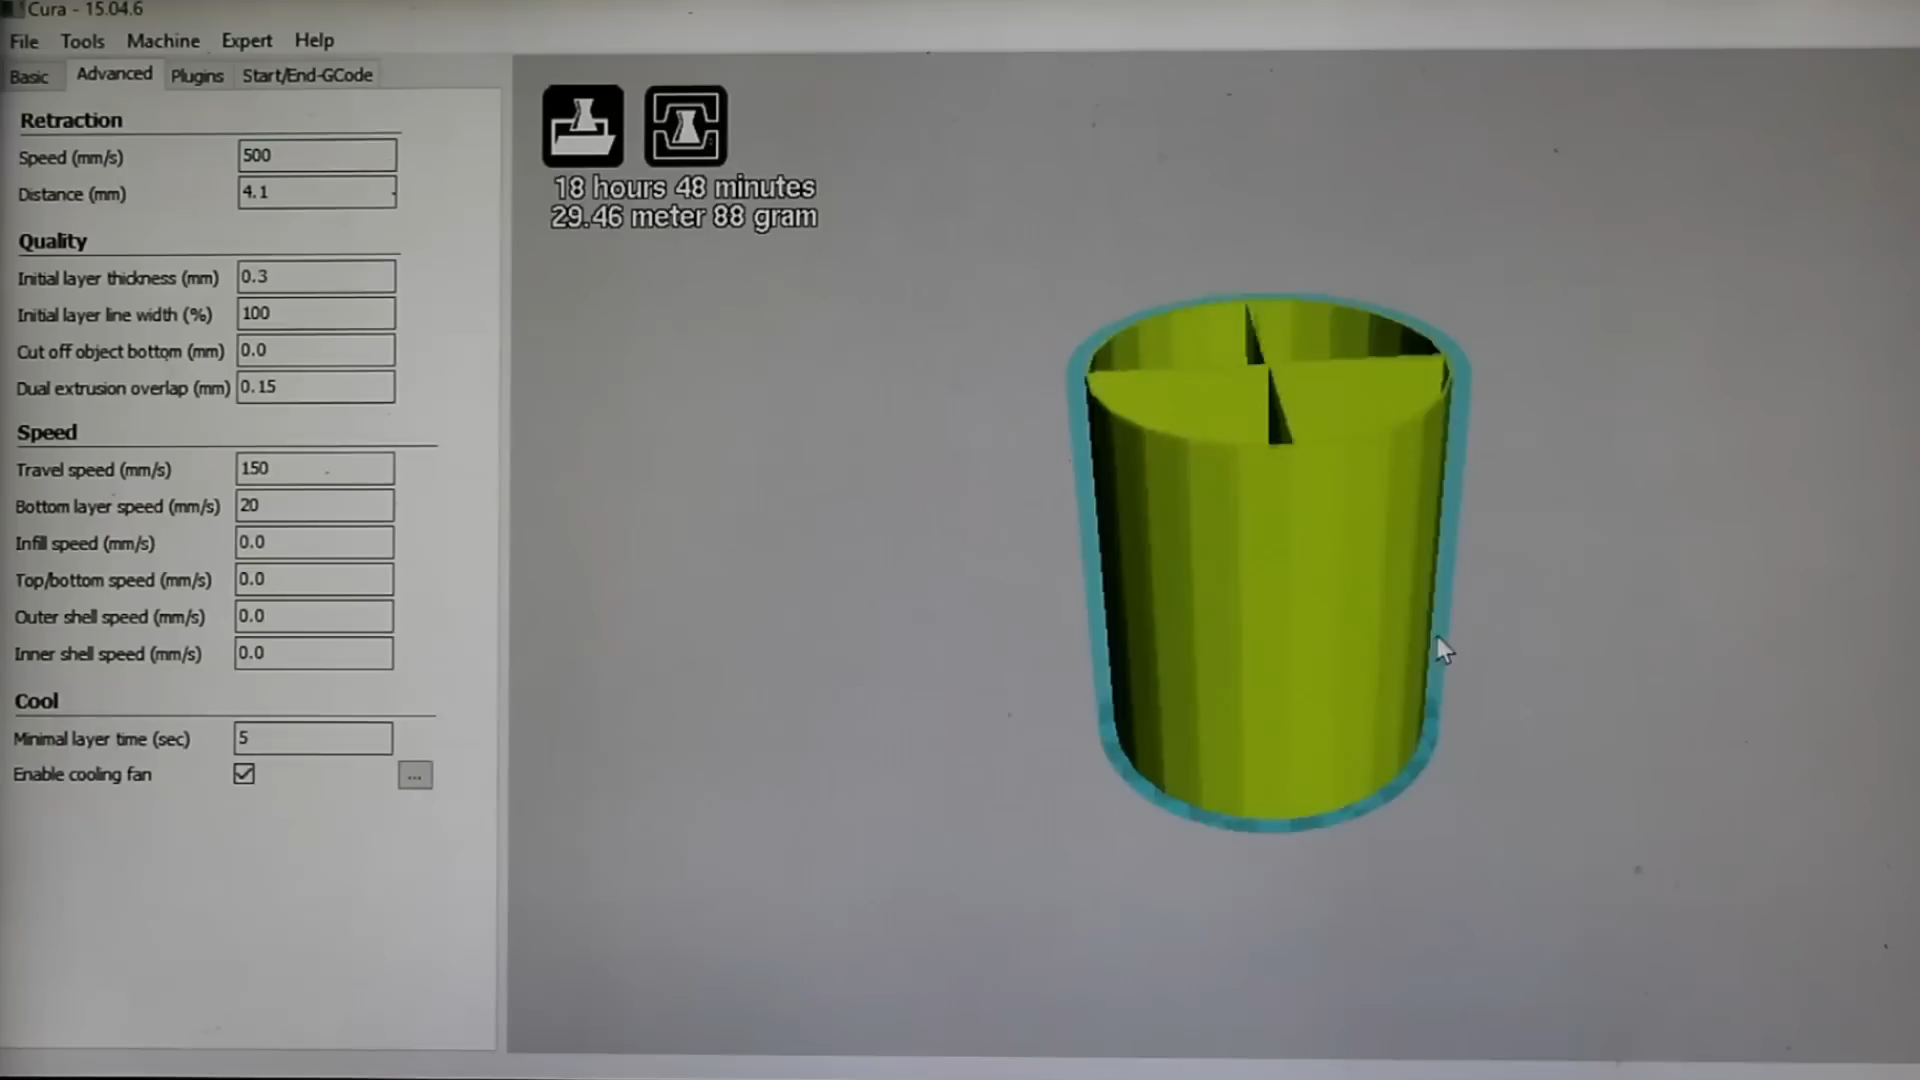 Cura - 15.04.6
File Tools Machine Expert Help
Basic Advanced Plugins Start/End-GCode
Retraction
Speed (mm/s) 500
Distance (mm) 4.1
Quality
Initial layer thickness (mm) 0.3
Initial layer line width (%) 100
Cut off object bottom (mm) 0.0
Dual extrusion overlap (mm) 0.15
Speed
Travel speed (mm/s) 150
Bottom layer speed (mm/s) 20
Infill speed (mm/s) 0.0
Top/bottom speed (mm/s) 0.0
Outer shell speed (mm/s) 0.0
Inner shell speed (mm/s) 0.0
Cool
Minimal layer time (sec) 5
Enable cooling fan ...
18 hours 48 minutes
29.46 meter 88 gram